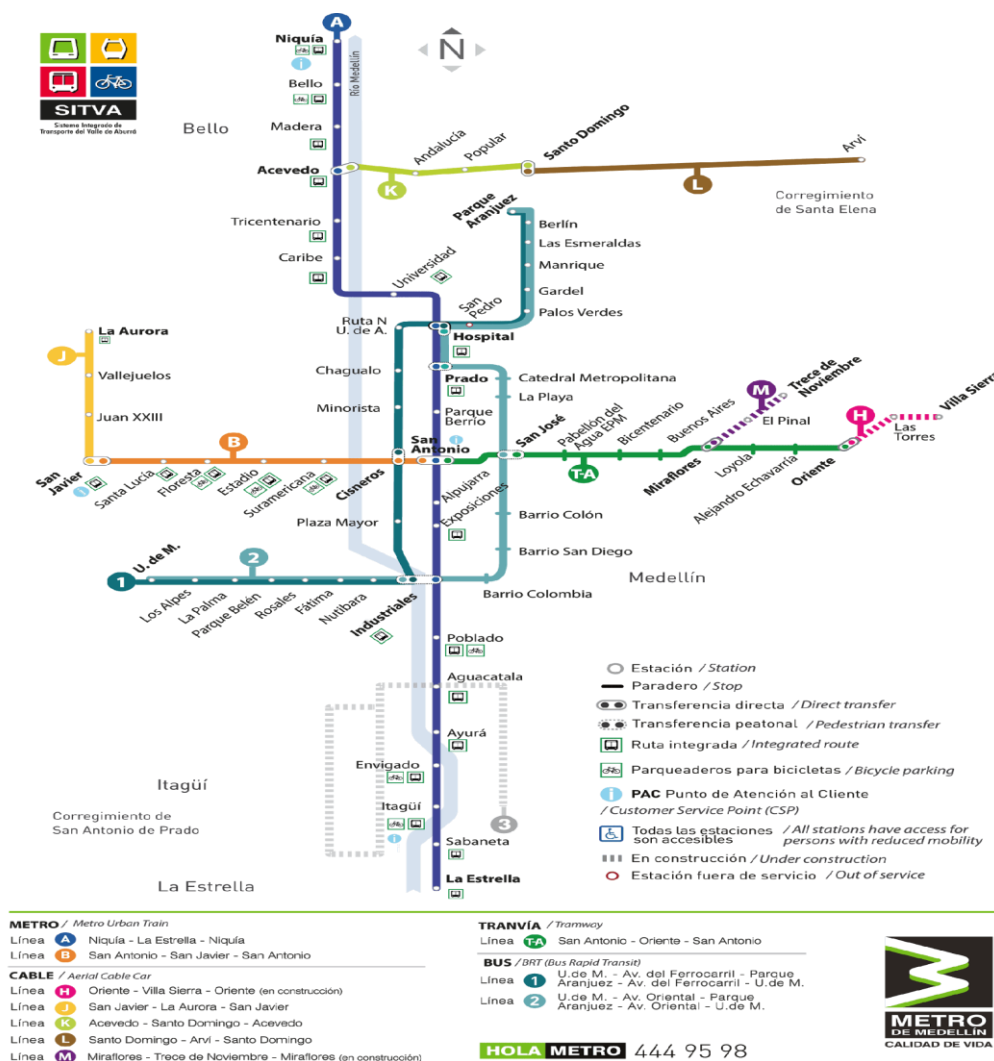 SITVA
Sistema Integrado de
Transporte del Valle de Aburrá
A
N
Niquía
Río Medellín
Bello
Bello
Madera
Acevedo
K
Andalucía
Popular
Santo Domingo
L
Arví
Corregimiento
de Santa Elena
Tricentenario
Caribe
Universidad
Parque
Aranjuez
Berlín
Las Esmeraldas
Manrique
Gardel
Palos Verdes
San
Pedro
Hospital
Ruta N
U. de A.
La Aurora
J
Vallejuelos
Juan XXIII
San
Javier
Chagualo
Minorista
Prado
Parque
Berrío
Catedral Metropolitana
La Playa
B
Santa Lucía
Floresta
Estadio
Suramericana
Cisneros
San
Antonio
San José
Pabellón del
Agua EPM
T-A
Bicentenario
Buenos Aires
Miraflores
M
Trece de
Noviembre
El Pinal
Loyola
Alejandro Echavarría
Oriente
H
Las
Torres
Villa Sierra
Alpujarra
Exposiciones
Plaza Mayor
Barrio Colón
Barrio San Diego
Barrio Colombia
Medellín
U. de M.
1
2
Los Alpes
La Palma
Parque Belén
Rosales
Fátima
Nutibara
Industriales
Poblado
Aguacatala
Ayurá
Envigado
Itagüí
Itagüí
Corregimiento de
San Antonio de Prado
3
Sabaneta
La Estrella
La Estrella
Estación / Station
Paradero / Stop
Transferencia directa / Direct transfer
Transferencia peatonal / Pedestrian transfer
Ruta integrada / Integrated route
Parqueaderos para bicicletas / Bicycle parking
i PAC Punto de Atención al Cliente
/ Customer Service Point (CSP)
Todas las estaciones / All stations have access for
son accesibles persons with reduced mobility
En construcción / Under construction
Estación fuera de servicio / Out of service
METRO / Metro Urban Train
Línea A Niquía - La Estrella - Niquía
Línea B San Antonio - San Javier - San Antonio
CABLE / Aerial Cable Car
Línea H Oriente - Villa Sierra - Oriente (en construcción)
Línea J San Javier - La Aurora - San Javier
Línea K Acevedo - Santo Domingo - Acevedo
Línea L Santo Domingo - Arví - Santo Domingo
Línea M Miraflores - Trece de Noviembre - Miraflores (en construcción)
TRANVÍA / Tramway
Línea T-A San Antonio - Oriente - San Antonio
BUS / BRT (Bus Rapid Transit)
Línea 1 U.de M. - Av. del Ferrocarril - Parque
Aranjuez - Av. del Ferrocarril - U.de M.
Línea 2 U.de M. - Av. Oriental - Parque
Aranjuez - Av. Oriental - U.de M.
HOLA METRO 444 95 98
METRO
DE MEDELLÍN
CALIDAD DE VIDA